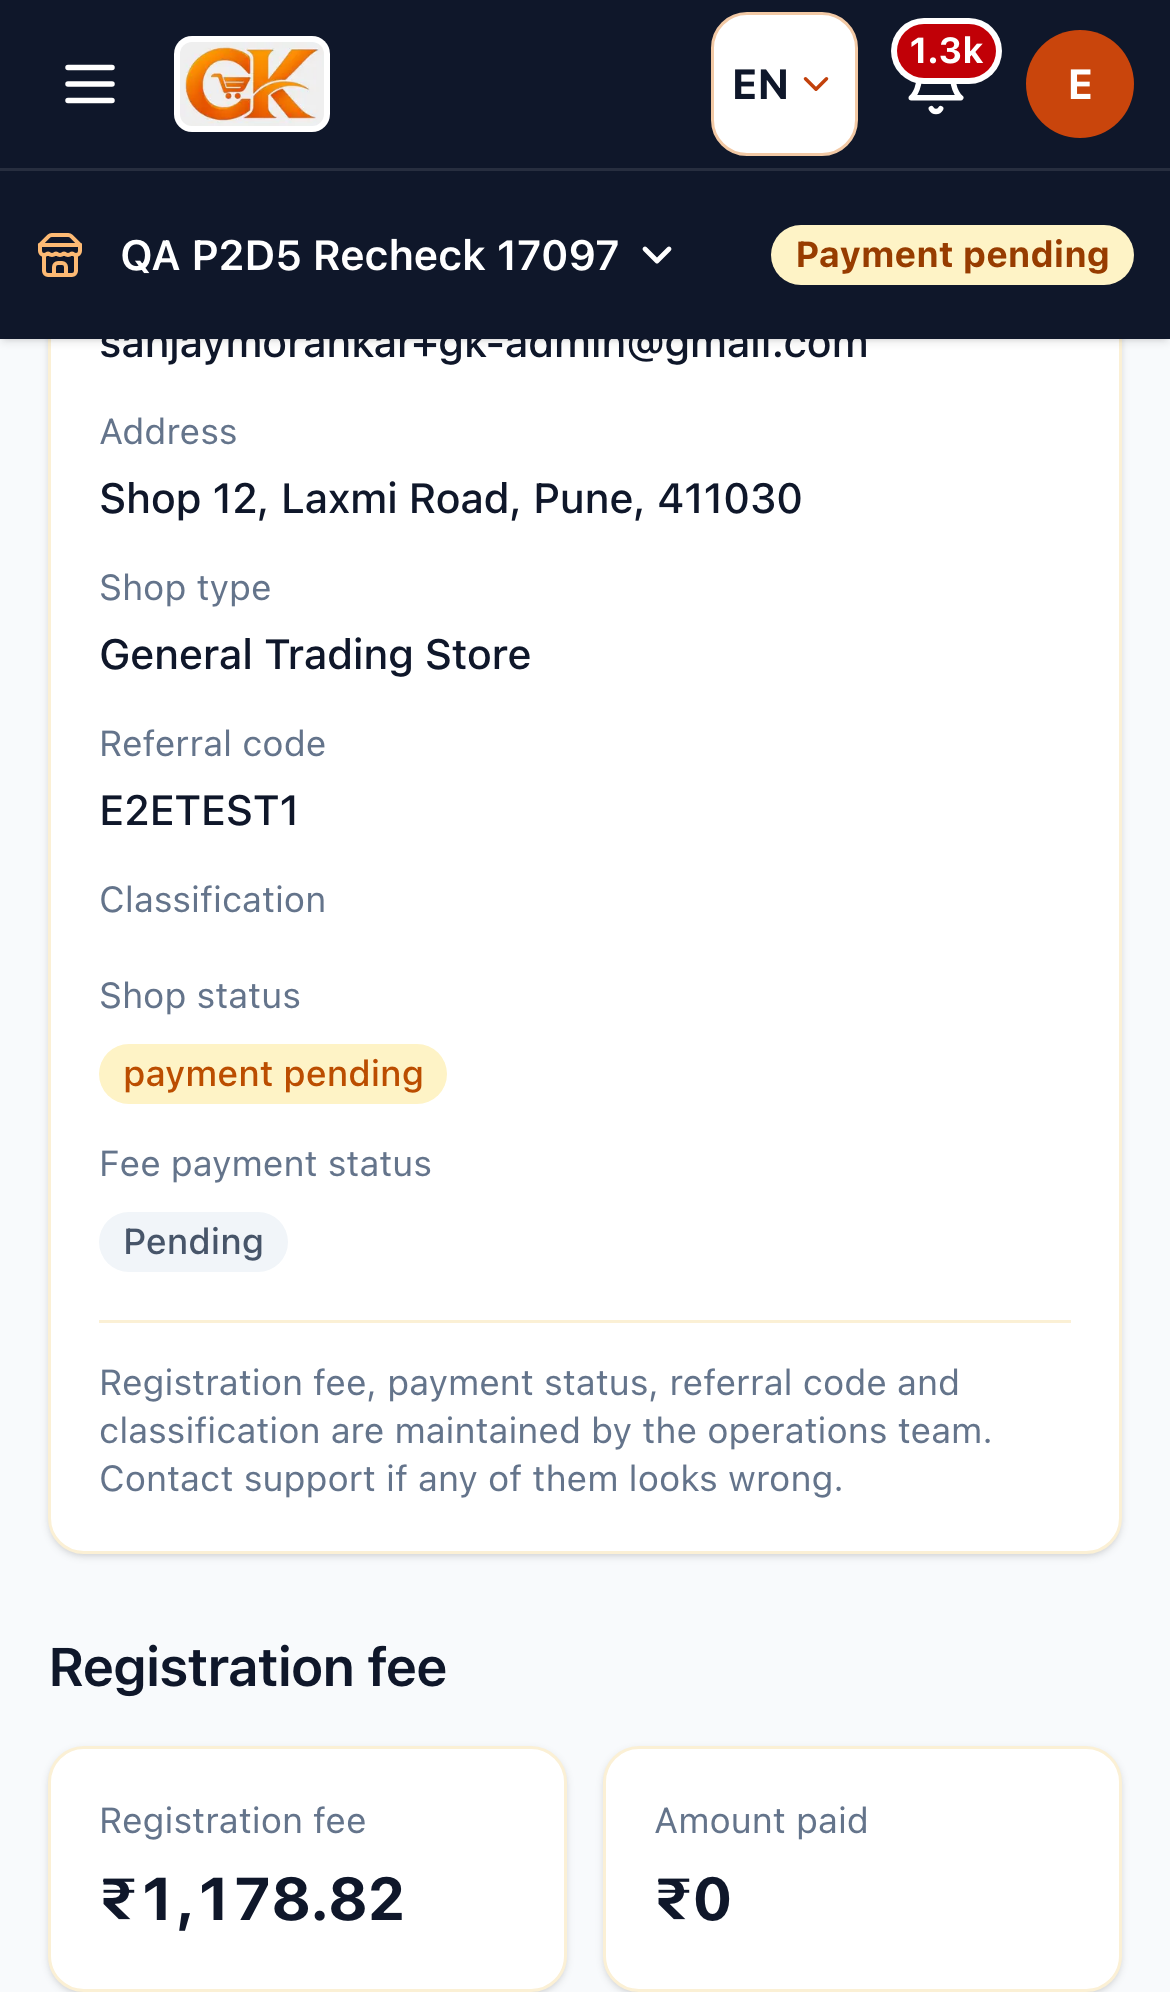 GK
EN
1.3k
E
QA P2D5 Recheck 17097
Payment pending
sanjaymorankar+gk-admin@gmail.com
Address
Shop 12, Laxmi Road, Pune, 411030
Shop type
General Trading Store
Referral code
E2ETEST1
Classification
Shop status
payment pending
Fee payment status
Pending
Registration fee, payment status, referral code and
classification are maintained by the operations team.
Contact support if any of them looks wrong.
Registration fee
Registration fee
₹1,178.82
Amount paid
₹0